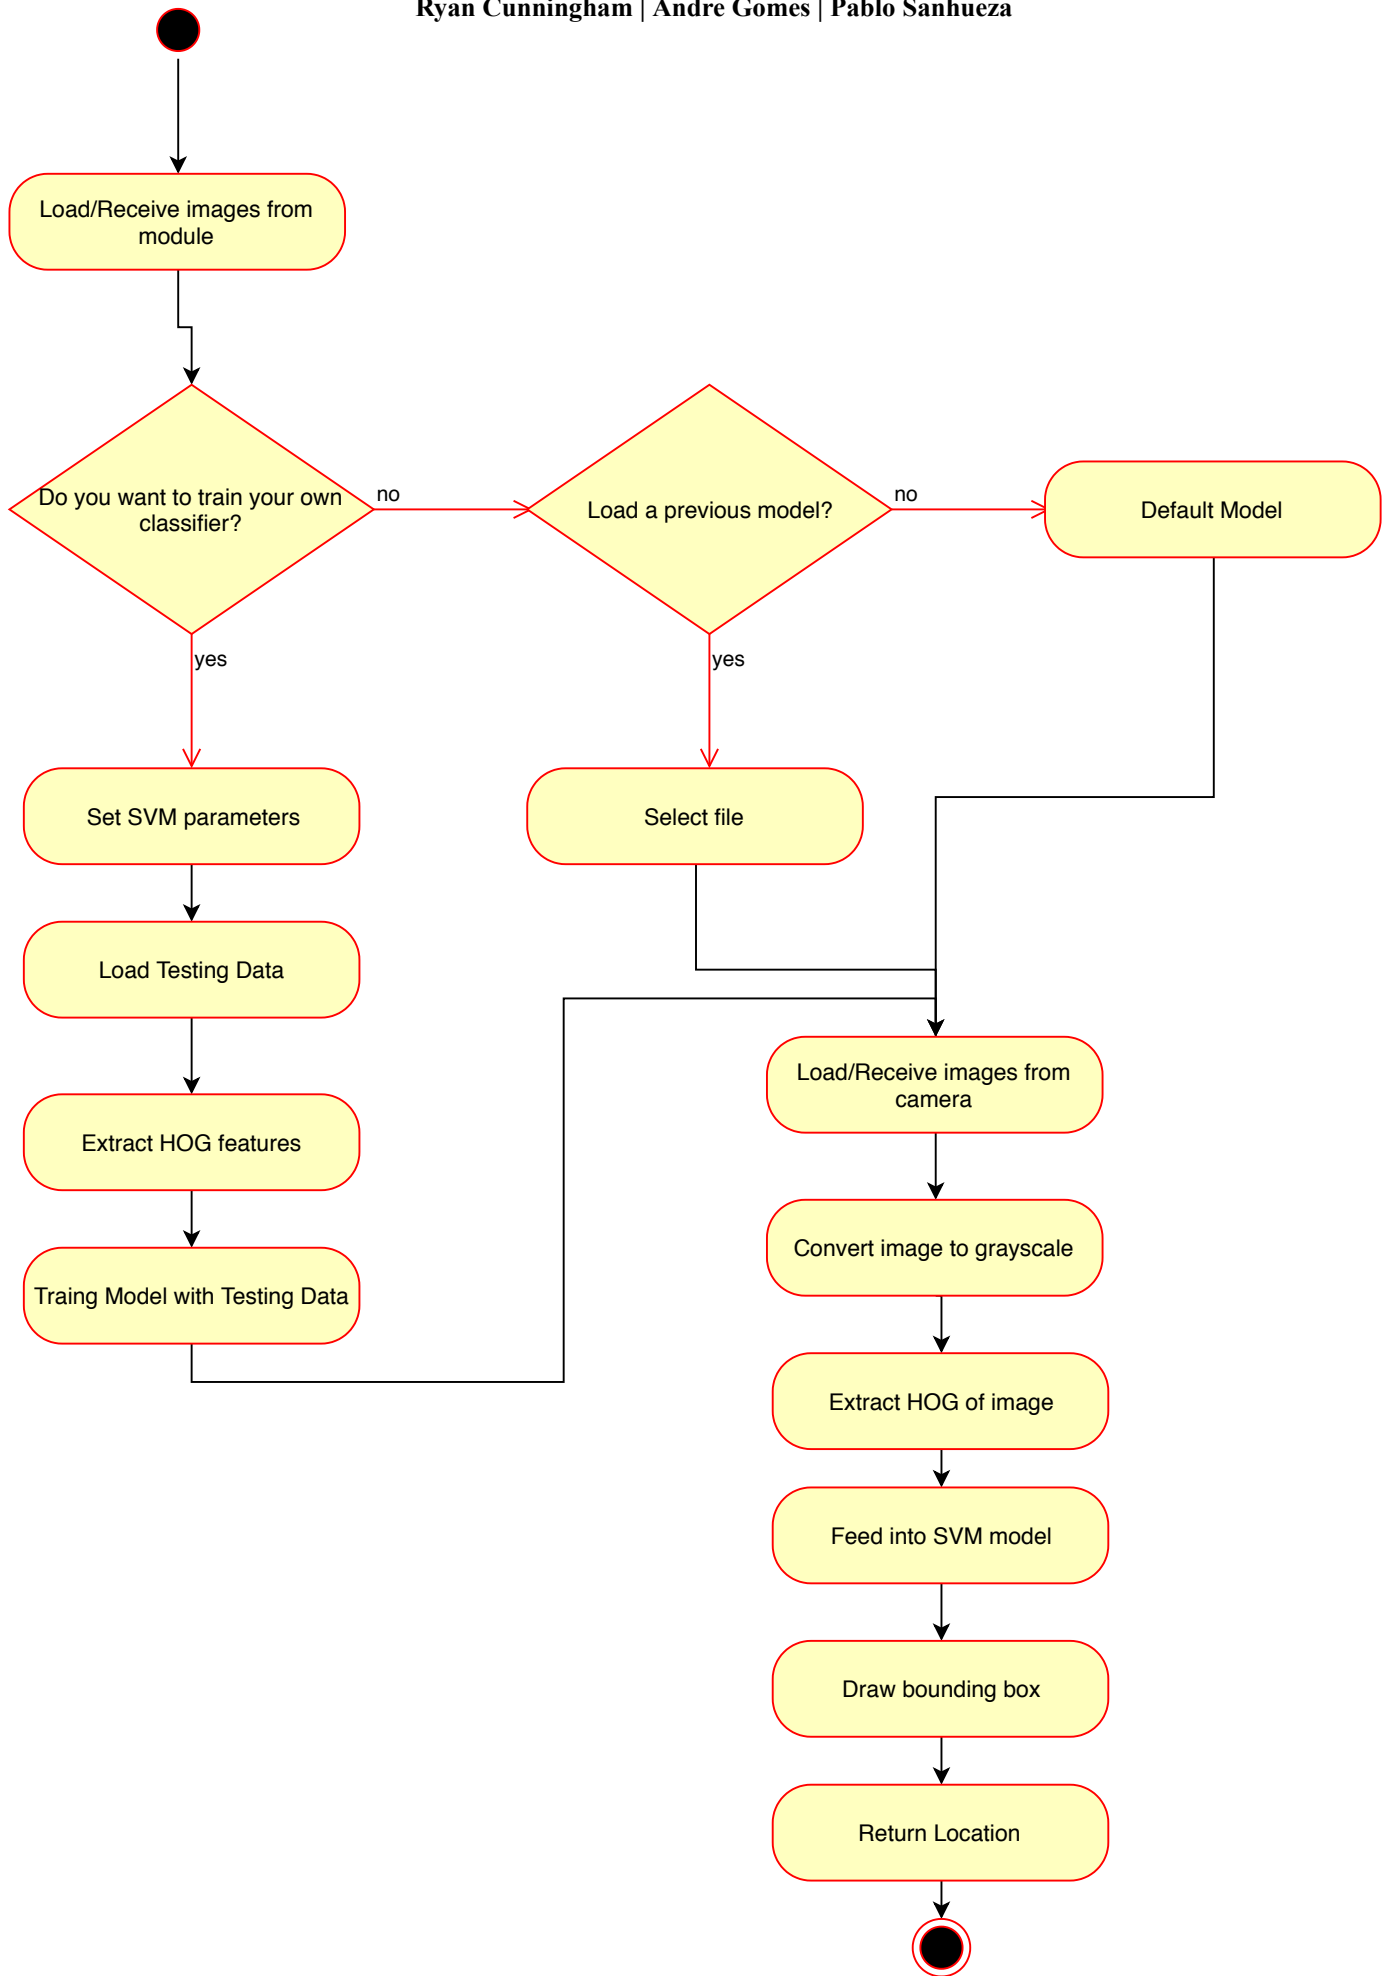 Ryan Cunningham | Andre Gomes | Pablo Sanhueza
Load/Receive images from
module
Do you want to train your own
classifier?
no
Load a previous model?
no
Default Model
yes
yes
Set SVM parameters
Select file
Load Testing Data
Extract HOG features
Traing Model with Testing Data
Load/Receive images from
camera
Convert image to grayscale
Extract HOG of image
Feed into SVM model
Draw bounding box
Return Location